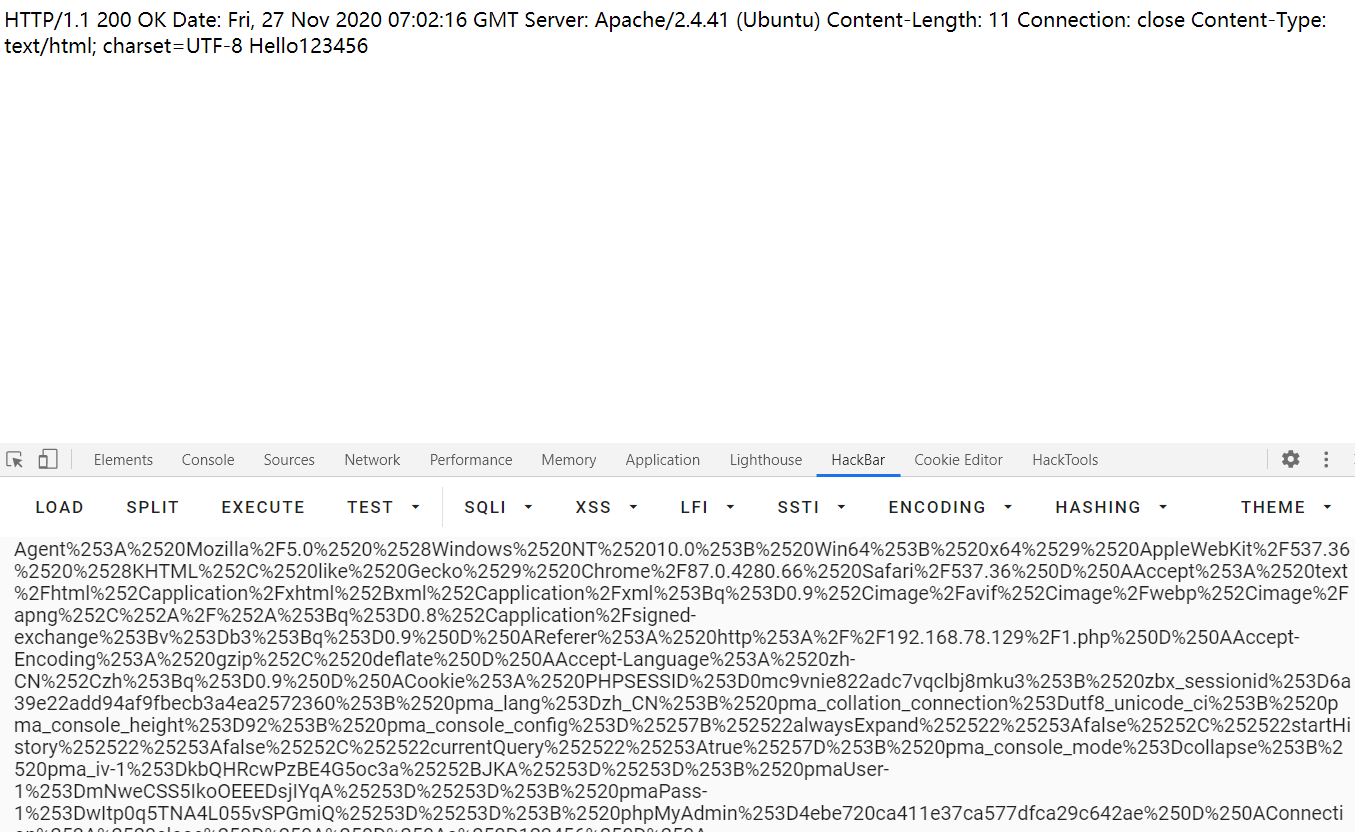 HTTP/1.1 200 OK Date: Fri, 27 Nov 2020 07:02:16 GMT Server: Apache/2.4.41 (Ubuntu) Content-Length: 11 Connection: close Content-Type:
text/html; charset=UTF-8 Hello123456
Elements Console Sources Network Performance Memory Application Lighthouse HackBar Cookie Editor HackTools
LOAD SPLIT EXECUTE TEST SQLI XSS LFI SSTI ENCODING HASHING THEME
Agent%253A%2520Mozilla%2F5.0%2520%2528Windows%2520NT%252010.0%253B%2520Win64%253B%2520x64%2529%2520AppleWebKit%2F537.36
%2520%2528KHTML%252C%2520like%2520Gecko%2529%2520Chrome%2F87.0.4280.66%2520Safari%2F537.36%250D%250AAccept%253A%2520text
%2Fhtml%252Capplication%2Fxhtml%252Bxml%252Capplication%2Fxml%253Bq%253D0.9%252Cimage%2Favif%252Cimage%2Fwebp%252Cimage%2F
apng%252C%252A%2F%252A%253Bq%253D0.8%252Capplication%2Fsigned-
exchange%253Bv%253Db3%253Bq%253D0.9%250D%250AReferer%253A%2520http%253A%2F%2F192.168.78.129%2F1.php%250D%250AAccept-
Encoding%253A%2520gzip%252C%2520deflate%250D%250AAccept-Language%253A%2520zh-
CN%252Czh%253Bq%253D0.9%250D%250ACookie%253A%2520PHPSESSID%253D0mc9vnie822adc7vqclbj8mku3%253B%2520zbx_sessionid%253D6a
39e22add94af9fbecb3a4ea2572360%253B%2520pma_lang%253Dzh_CN%253B%2520pma_collation_connection%253Dutf8_unicode_ci%253B%2520p
ma_console_height%253D92%253B%2520pma_console_config%253D%25257B%252522alwaysExpand%252522%25253Afalse%25252C%252522startHi
story%252522%25253Afalse%25252C%252522currentQuery%252522%25253Atrue%25257D%253B%2520pma_console_mode%253Dcollapse%253B%2
520pma_iv-1%253DkbQHRcwPzBE4G5oc3a%25252BJKA%25253D%25253D%253B%2520pmaUser-
1%253DmNweCSS5IkoOEEEDsjIYqA%25253D%25253D%253B%2520pmaPass-
1%253DwItp0q5TNA4L055vSPGmiQ%25253D%25253D%253B%2520phpMyAdmin%253D4ebe720ca411e37ca577dfca29c642ae%250D%250AConnecti